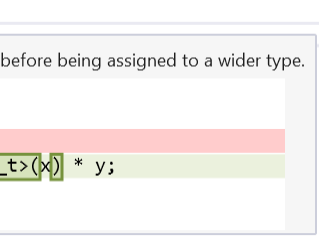 before being assigned to a wider type.
_t>(x) * y;